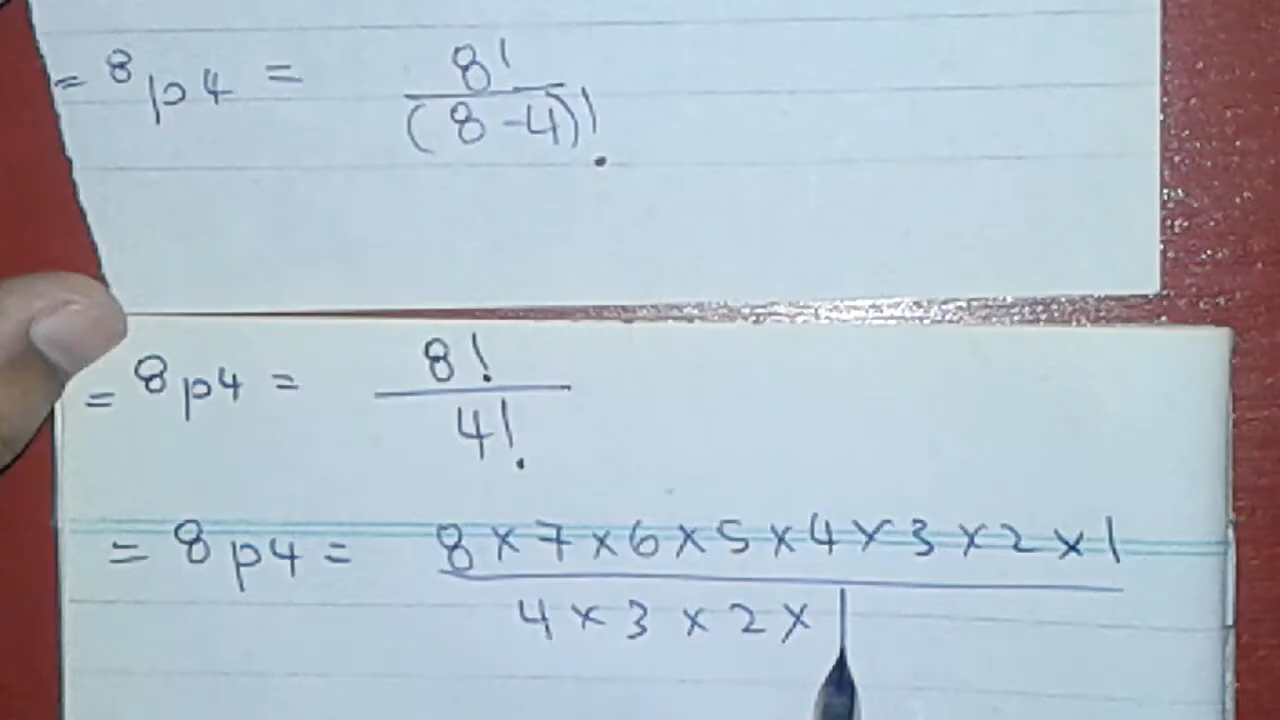 = ⁸p4 = 8! / (8-4)!
= 8p4 = 8! / 4!
= 8p4 = 8×7×6×5×4×3×2×1 / 4×3×2×1